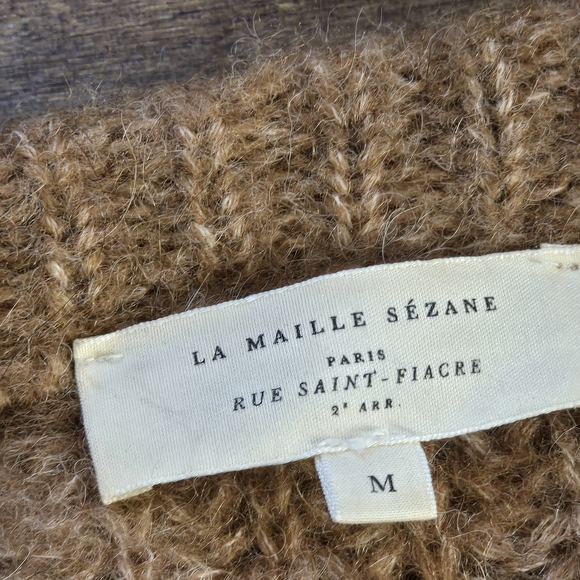 LA MAILLE SÉZANE
PARIS
RUE SAINT-FIACRE
2ᵉ ARR.
M